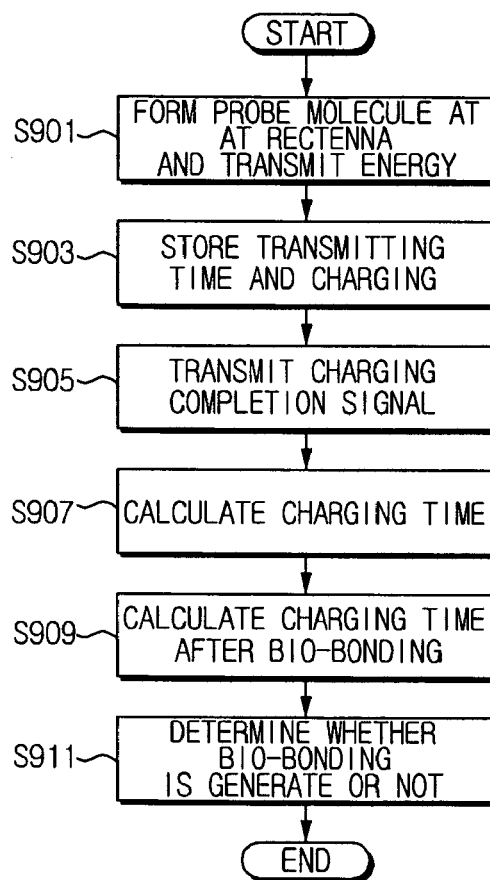 START
S901
FORM PROBE MOLECULE AT
AT RECTENNA
AND TRANSMIT ENERGY
S903
STORE TRANSMITTING
TIME AND CHARGING
S905
TRANSMIT CHARGING
COMPLETION SIGNAL
S907
CALCULATE CHARGING TIME
S909
CALCULATE CHARGING TIME
AFTER BIO-BONDING
S911
DETERMINE WHETHER
BIO-BONDING
IS GENERATE OR NOT
END